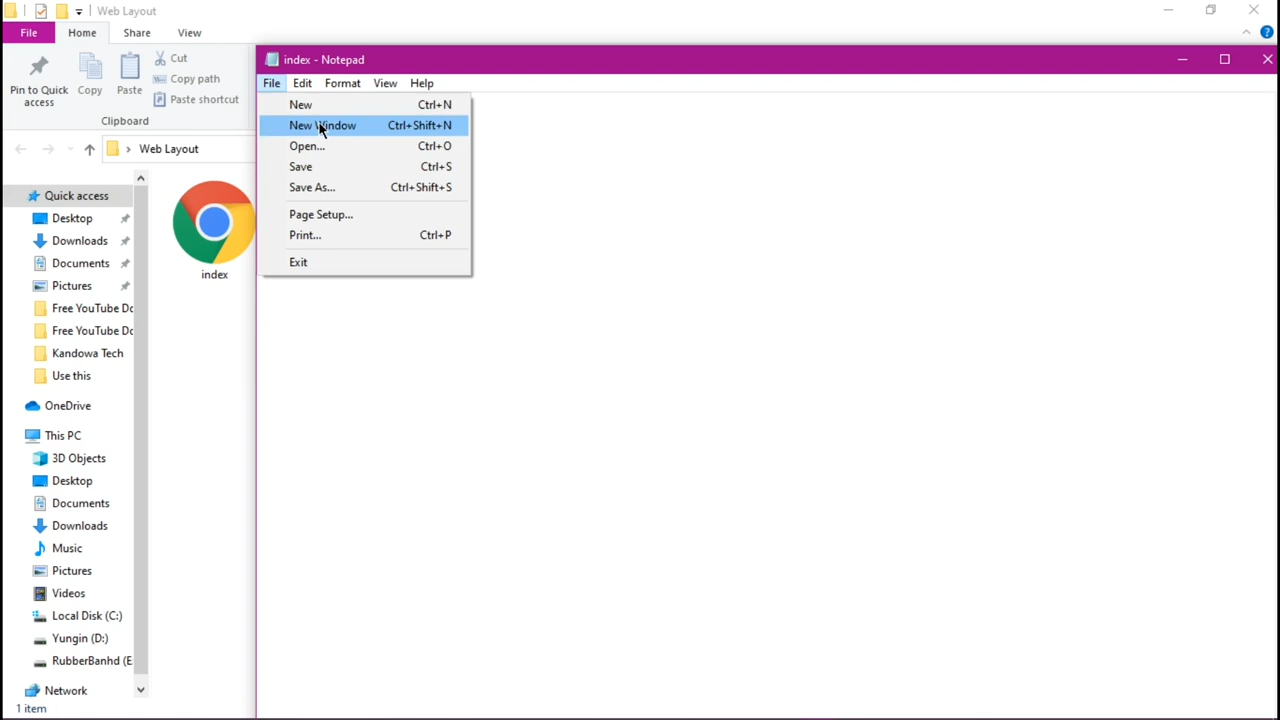 Web Layout
File Home Share View
Pin to Quick access
Copy
Paste
Cut
Copy path
Paste shortcut
Clipboard
Web Layout
Quick access
Desktop
Downloads
Documents
Pictures
Free YouTube Do
Free YouTube Do
Kandowa Tech
Use this
OneDrive
This PC
3D Objects
Desktop
Documents
Downloads
Music
Pictures
Videos
Local Disk (C:)
Yungin (D:)
RubberBanhd (E
Network
1 item
index
index - Notepad
File Edit Format View Help
New Ctrl+N
New Window Ctrl+Shift+N
Open... Ctrl+O
Save Ctrl+S
Save As... Ctrl+Shift+S
Page Setup...
Print... Ctrl+P
Exit